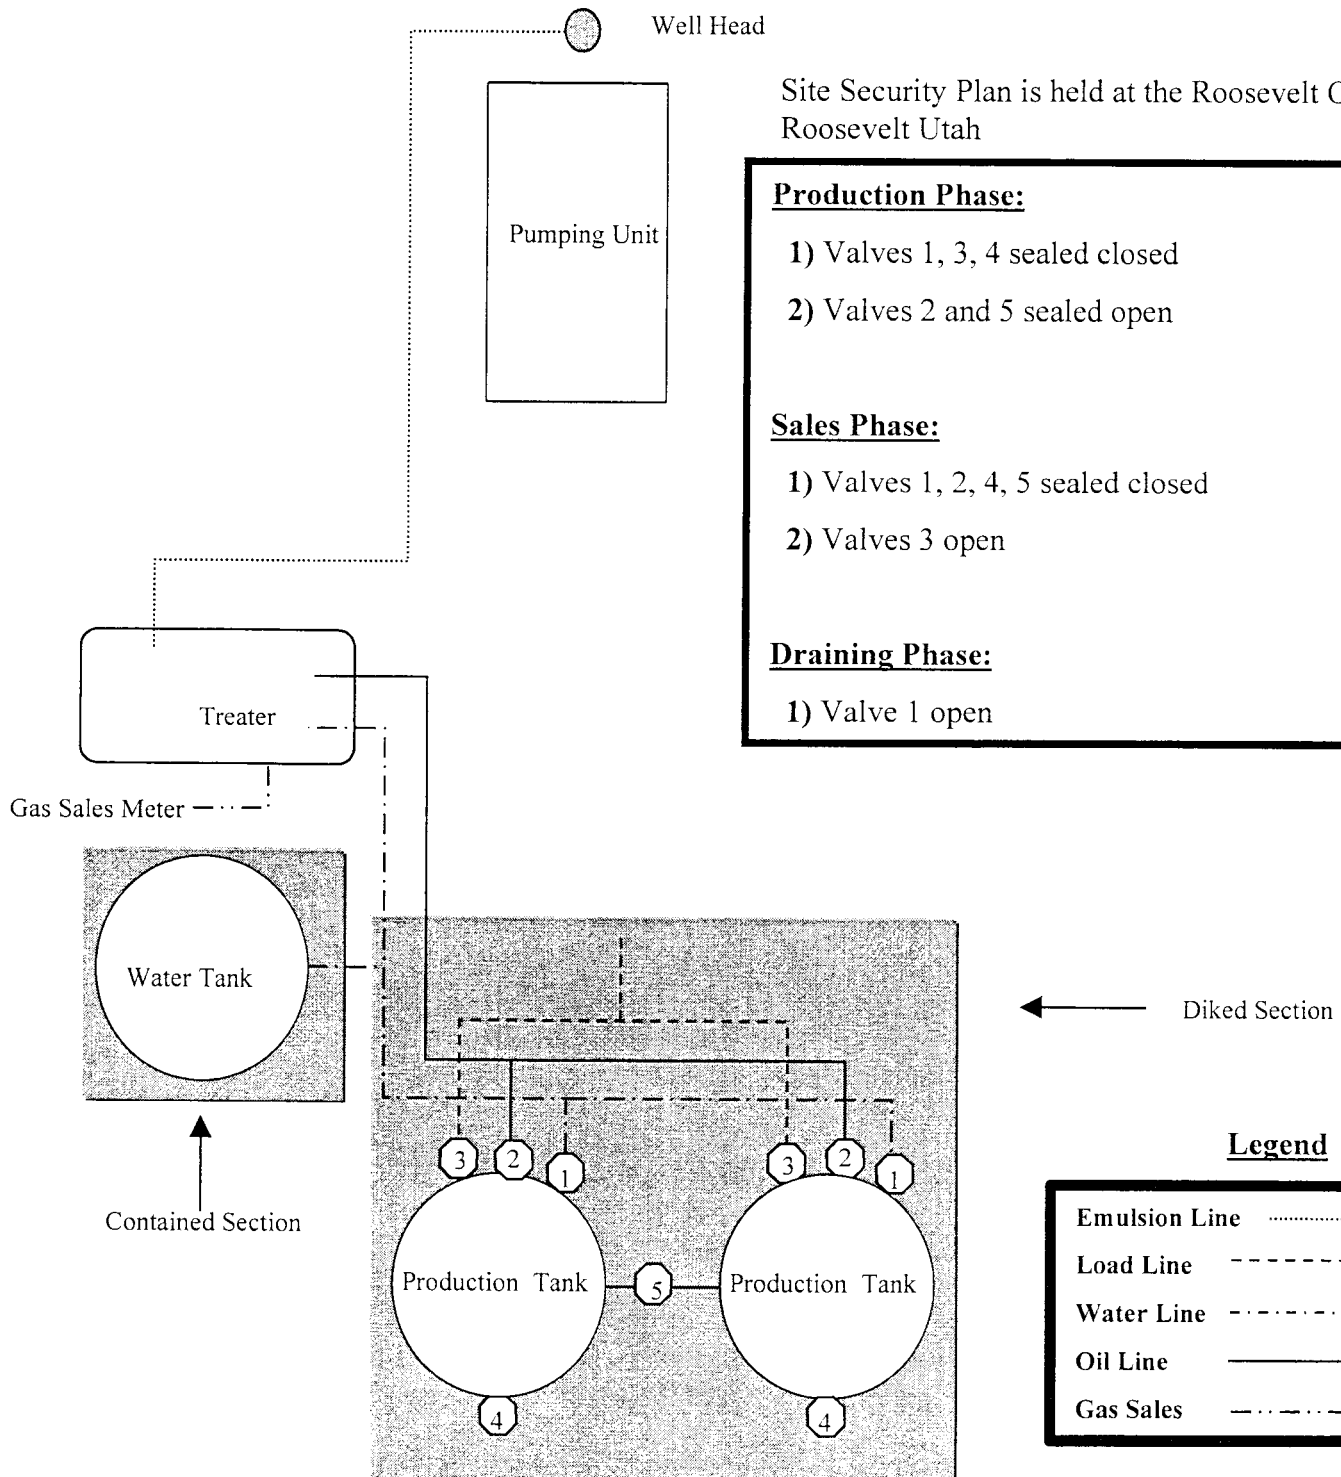 Well Head
Site Security Plan is held at the Roosevelt
Roosevelt Utah
Pumping Unit
Production Phase:
1) Valves 1, 3, 4 sealed closed
2) Valves 2 and 5 sealed open
Sales Phase:
1) Valves 1, 2, 4, 5 sealed closed
2) Valves 3 open
Draining Phase:
1) Valve 1 open
Treater
Gas Sales Meter
Water Tank
Diked Section
Contained Section
3 2 1 3 2 1
Production Tank 5 Production Tank
4 4
Legend
Emulsion Line
Load Line
Water Line
Oil Line
Gas Sales